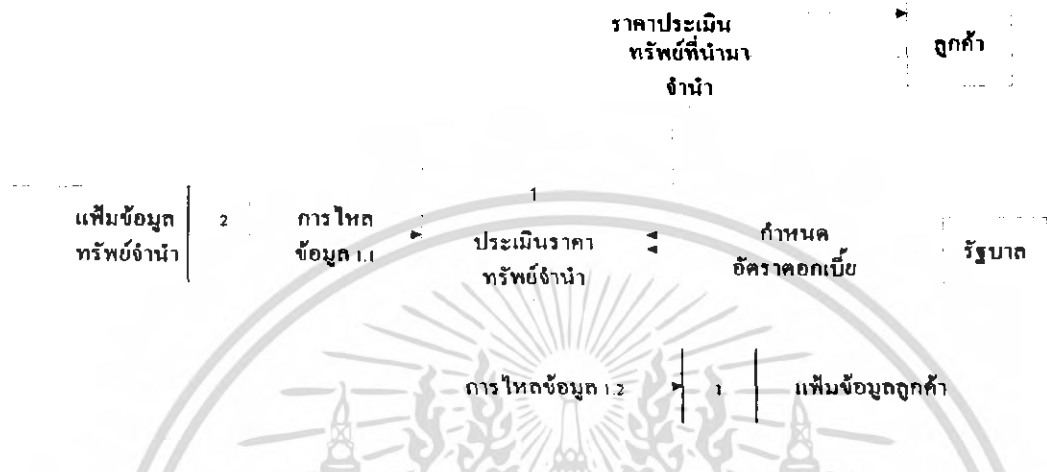 ราคาประเมิน
ทรัพย์ที่นำมา
จำนำ
ลูกค้า
1
แฟ้มข้อมูล
ทรัพย์จำนำ
2
การไหล
ข้อมูล 1.1
ประเมินราคา
ทรัพย์จำนำ
กำหนด
อัตราดอกเบี้ย
รัฐบาล
การไหลข้อมูล 1.2
1
แฟ้มข้อมูลลูกค้า